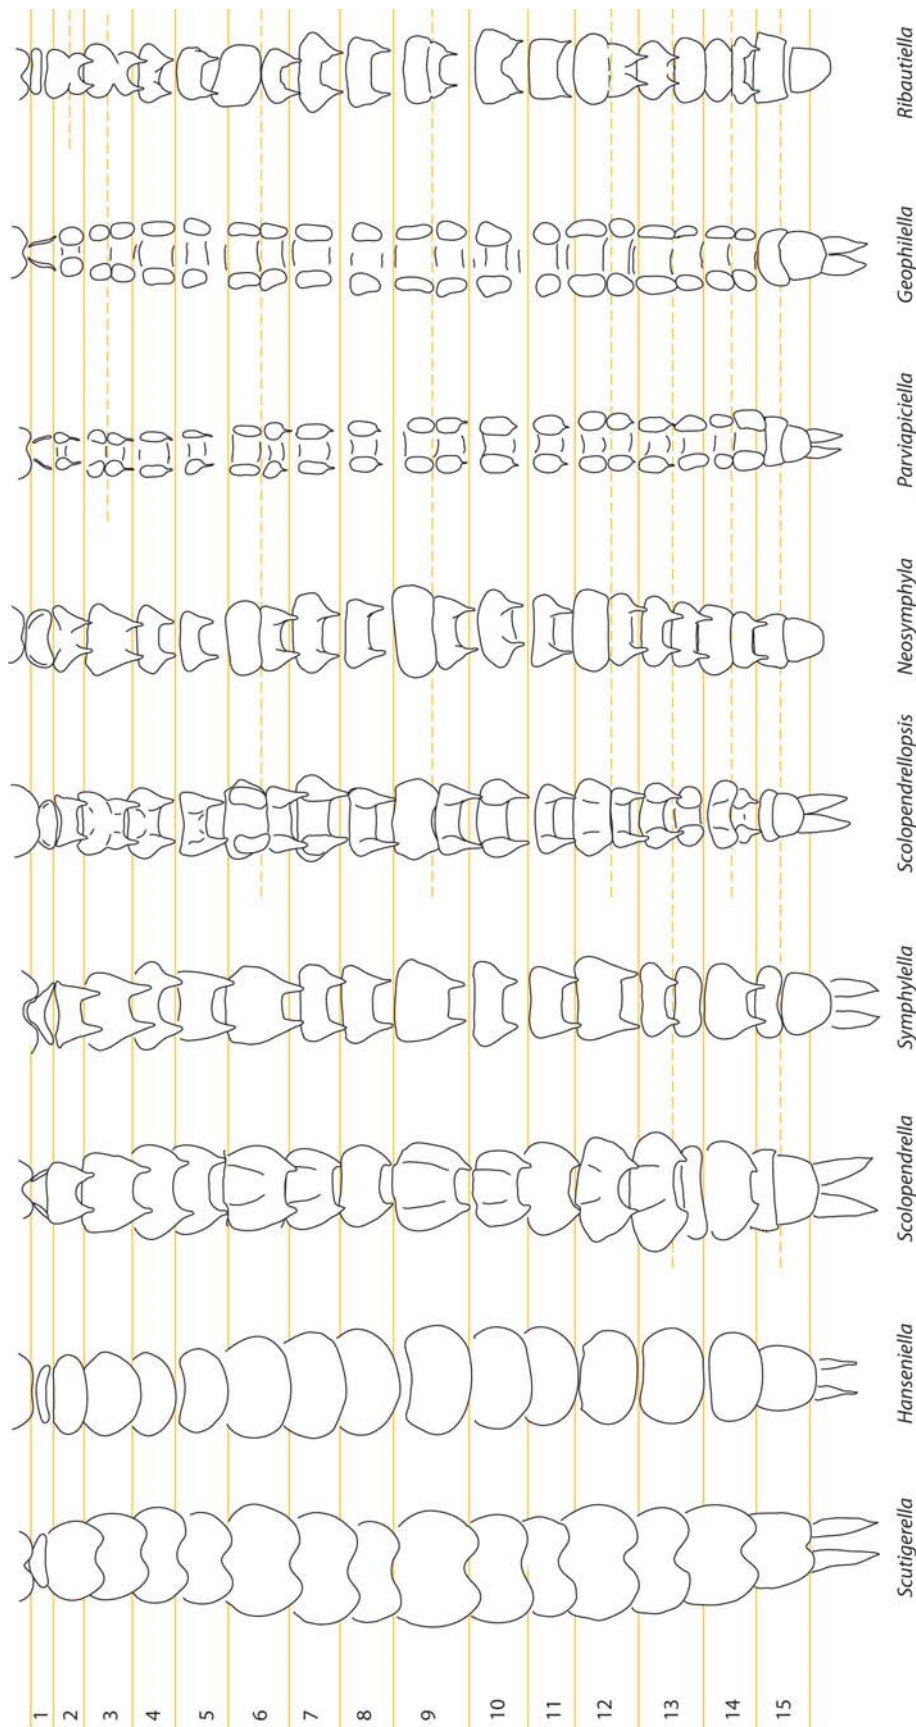 1
2
3
4
5
6
7
8
9
10
11
12
13
14
15
Scutigerella
Hanseniella
Scolopendrella
Symphylella
Scolopendrellopsis
Neosymphyla
Parviapiciella
Geophilella
Ribautiella